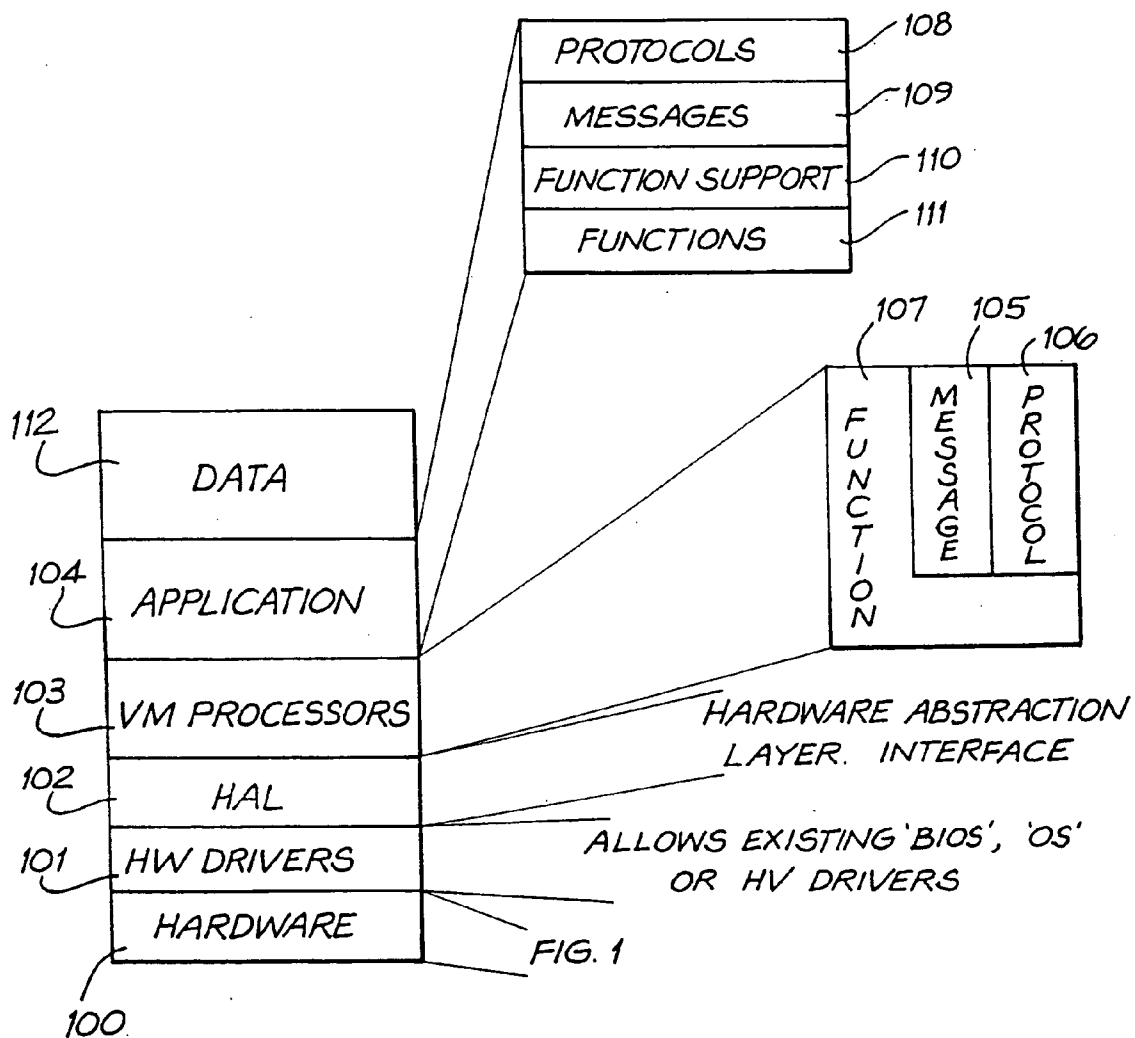 PROTOCOLS
108
MESSAGES
109
FUNCTION SUPPORT
110
FUNCTIONS
111
107
105
106
FUNCTION
MESSAGE
PROTOCOL
112
DATA
104
APPLICATION
103
VM PROCESSORS
102
HAL
101
HW DRIVERS
HARDWARE
100
HARDWARE ABSTRACTION
LAYER. INTERFACE
ALLOWS EXISTING 'BIOS', 'OS'
OR HV DRIVERS
FIG. 1